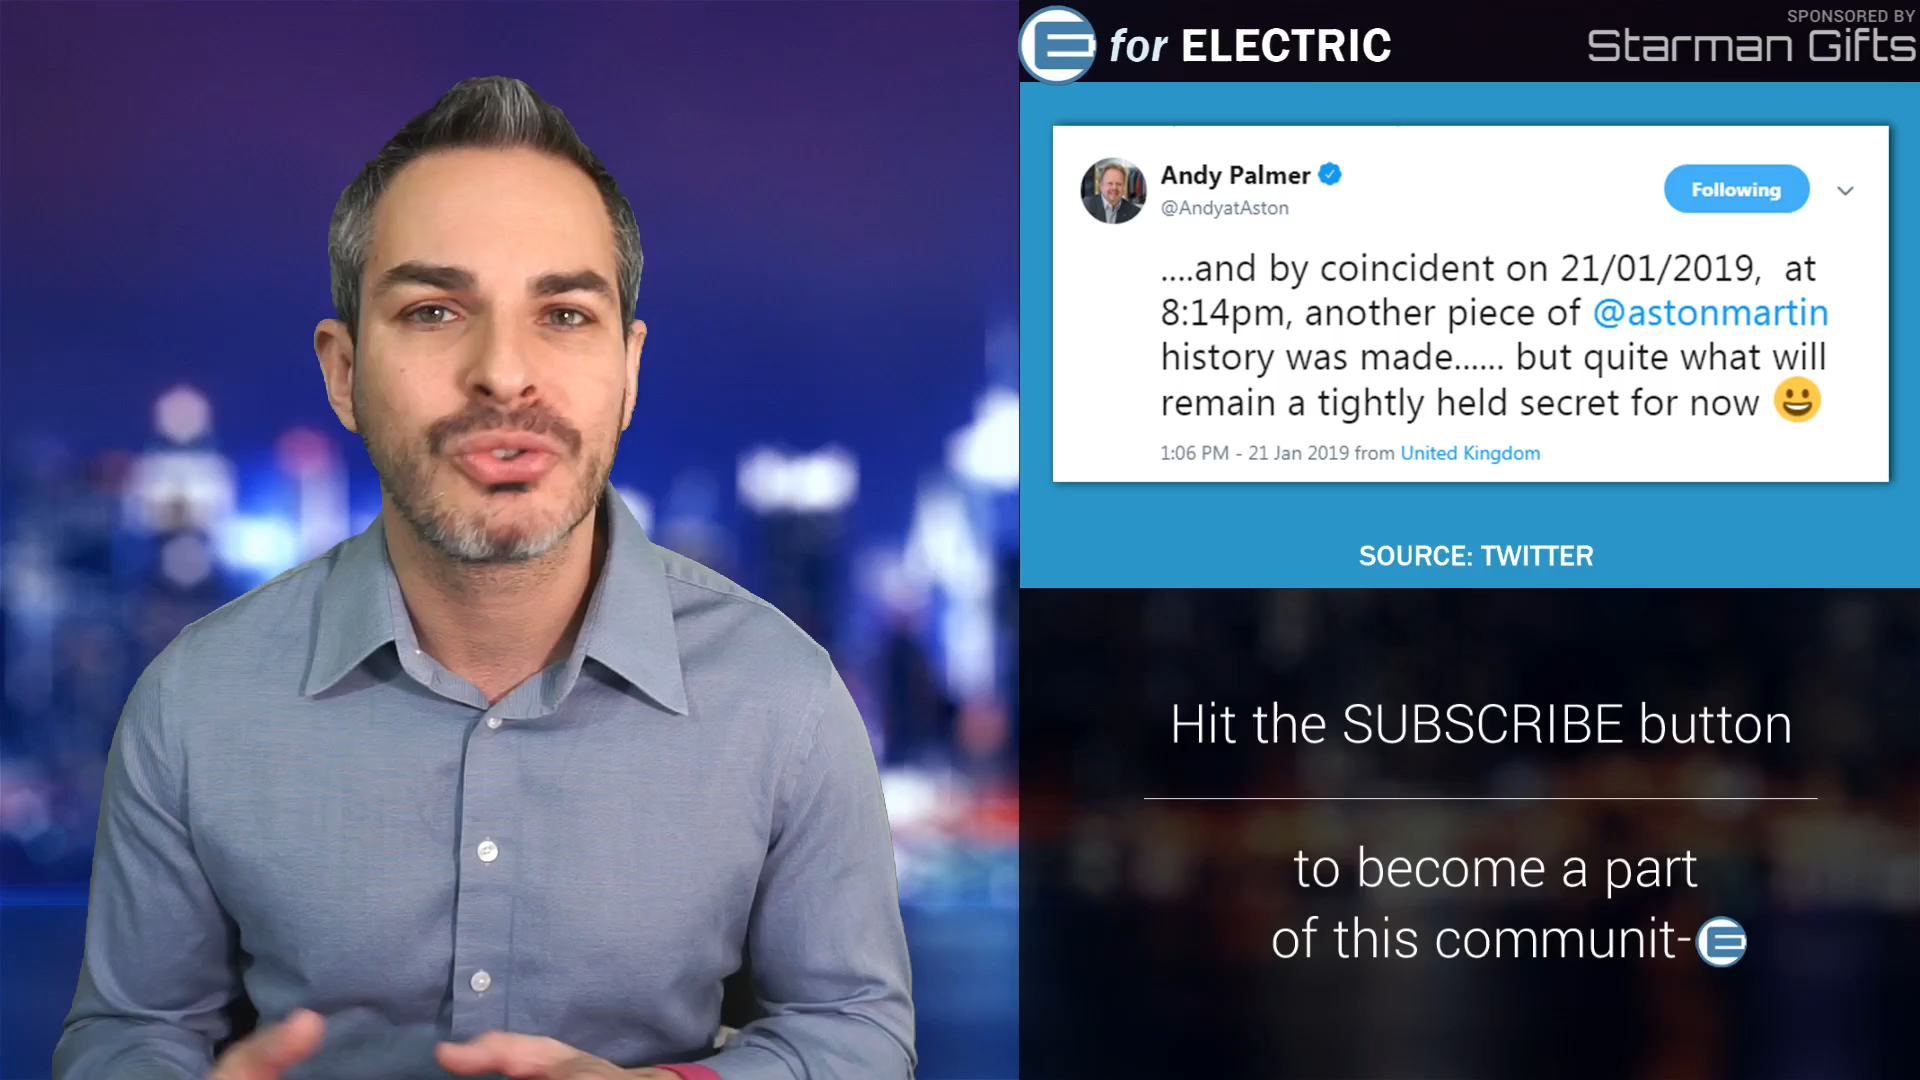 E for ELECTRIC
SPONSORED BY
Starman Gifts
Andy Palmer
@AndyatAston
Following
....and by coincident on 21/01/2019, at
8:14pm, another piece of @astonmartin
history was made...... but quite what will
remain a tightly held secret for now 😀
1:06 PM - 21 Jan 2019 from United Kingdom
SOURCE: TWITTER
Hit the SUBSCRIBE button
to become a part
of this communit-E